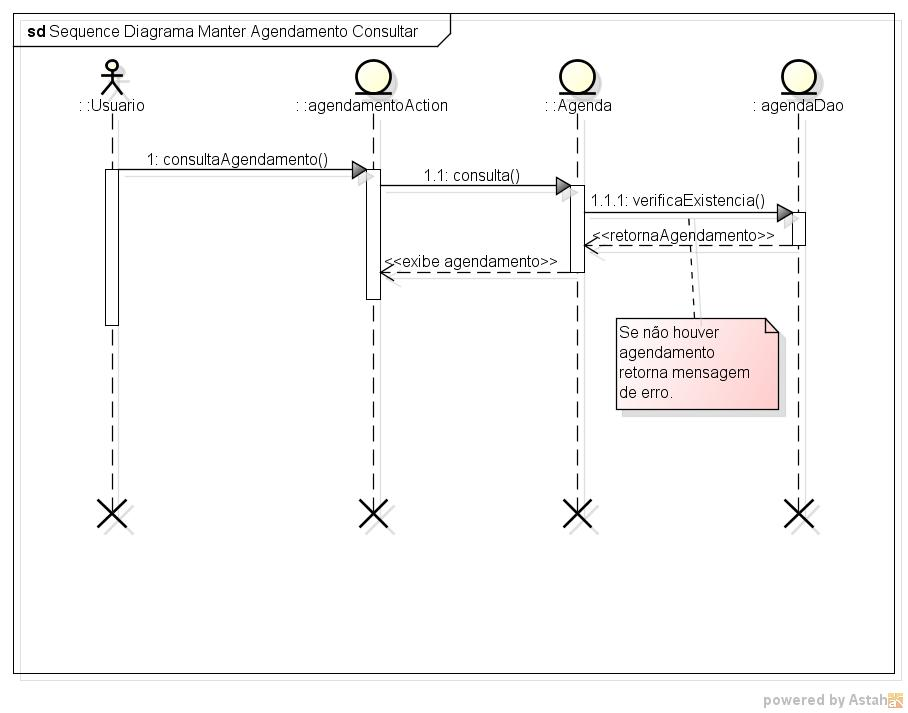 sd Sequence Diagrama Manter Agendamento Consultar
: :Usuario
: :agendamentoAction
: :Agenda
: agendaDao
1: consultaAgendamento()
1.1: consulta()
1.1.1: verificaExistencia()
<<retornaAgendamento>>
<<exibe agendamento>>
Se não houver
agendamento
retorna mensagem
de erro.
powered by Astah